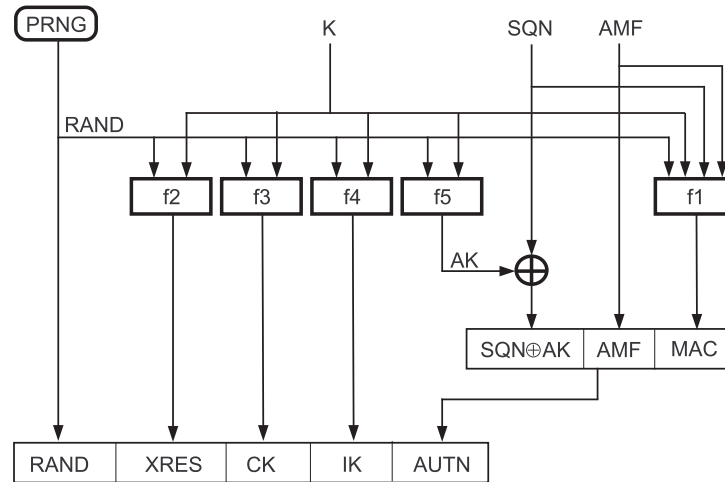 PRNG
K SQN AMF
RAND
f2 f3 f4 f5 f1
AK
SQN⊕AK AMF MAC
RAND XRES CK IK AUTN